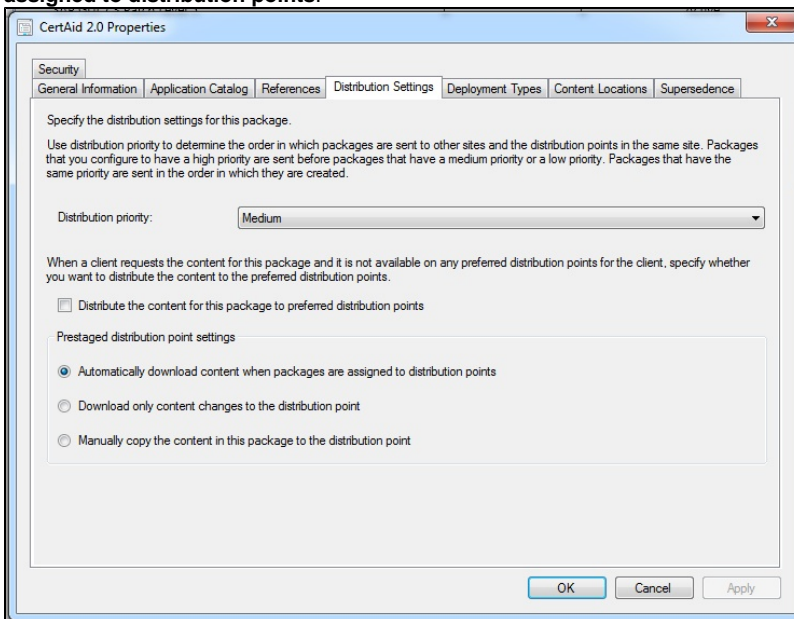 assigned to distribution points.
CertAid 2.0 Properties
Security
General Information Application Catalog References Distribution Settings Deployment Types Content Locations Supersedence
Specify the distribution settings for this package.
Use distribution priority to determine the order in which packages are sent to other sites and the distribution points in the same site. Packages
that you configure to have a high priority are sent before packages that have a medium priority or a low priority. Packages that have the
same priority are sent in the order in which they are created.
Distribution priority: Medium
When a client requests the content for this package and it is not available on any preferred distribution points for the client, specify whether
you want to distribute the content to the preferred distribution points.
Distribute the content for this package to preferred distribution points
Prestaged distribution point settings
Automatically download content when packages are assigned to distribution points
Download only content changes to the distribution point
Manually copy the content in this package to the distribution point
OK Cancel Apply